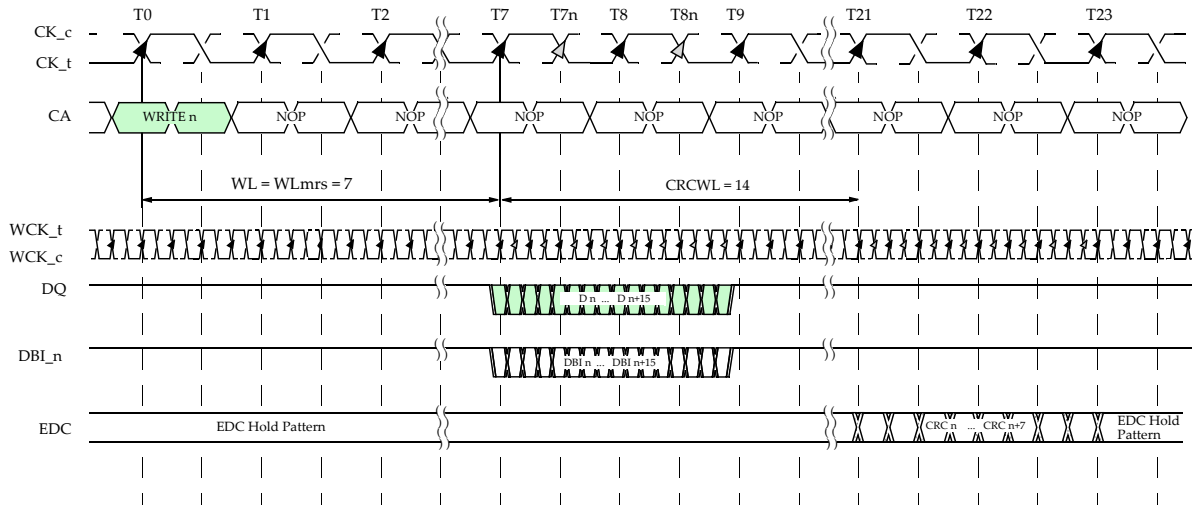 T0 T1 T2 T7 T7n T8 T8n T9 T21 T22 T23
CK_c
CK_t
CA WRITE n NOP NOP NOP NOP NOP NOP NOP NOP
WL = WLmrs = 7 CRCWL = 14
WCK_t
WCK_c
DQ D n ... D n+15
DBI_n DBI n ... DBI n+15
EDC EDC Hold Pattern CRC n ... CRC n+7 EDC Hold
Pattern